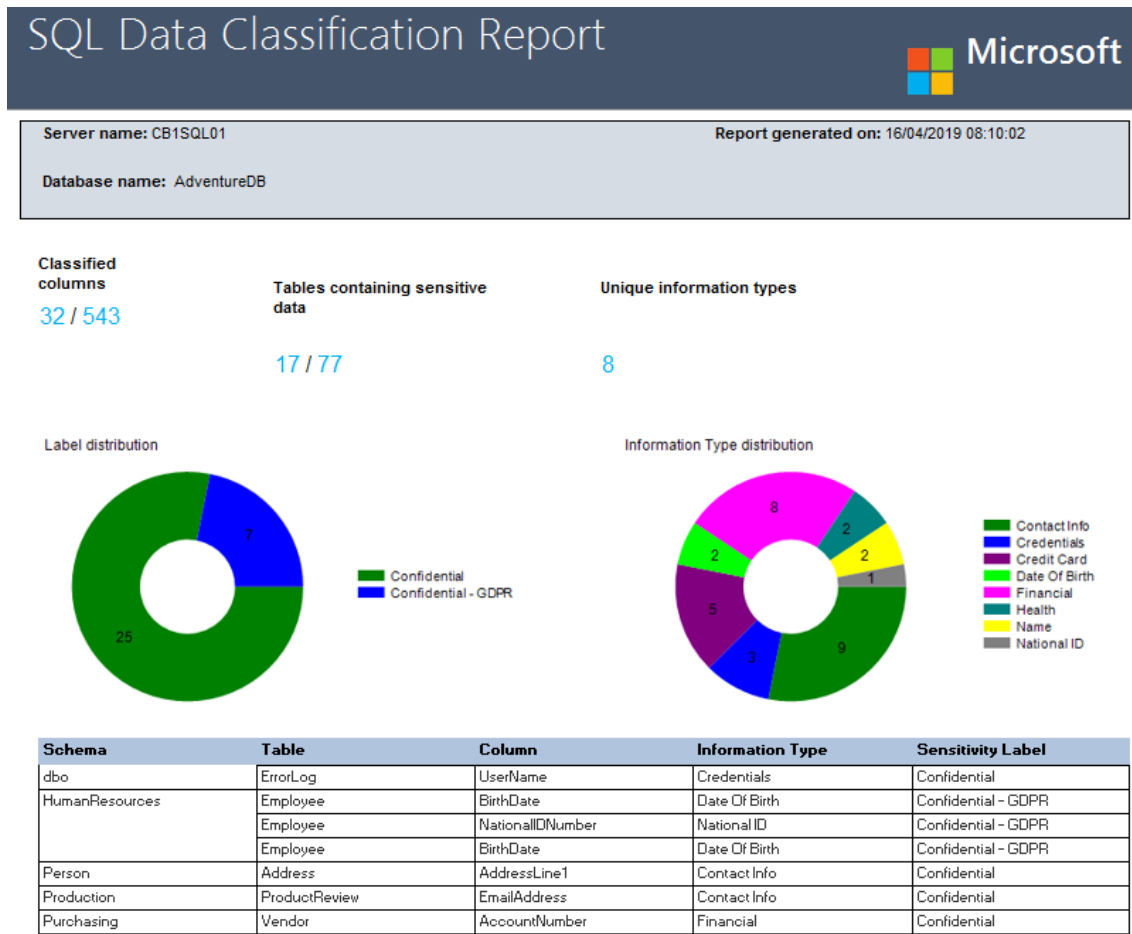 SQL Data Classification Report
Microsoft
Server name: CB1SQL01
Report generated on: 16/04/2019 08:10:02
Database name: AdventureDB
Classified
columns
32 / 543
Tables containing sensitive
data
17 / 77
Unique information types
8
Label distribution
7
25
Confidential
Confidential - GDPR
Information Type distribution
8
2
2
2
1
5
3
9
Contact Info
Credentials
Credit Card
Date Of Birth
Financial
Health
Name
National ID
Schema Table Column Information Type Sensitivity Label
dbo ErrorLog UserName Credentials Confidential
HumanResources Employee BirthDate Date Of Birth Confidential - GDPR
Employee NationalIDNumber National ID Confidential - GDPR
Employee BirthDate Date Of Birth Confidential - GDPR
Person Address AddressLine1 Contact Info Confidential
Production ProductReview EmailAddress Contact Info Confidential
Purchasing Vendor AccountNumber Financial Confidential